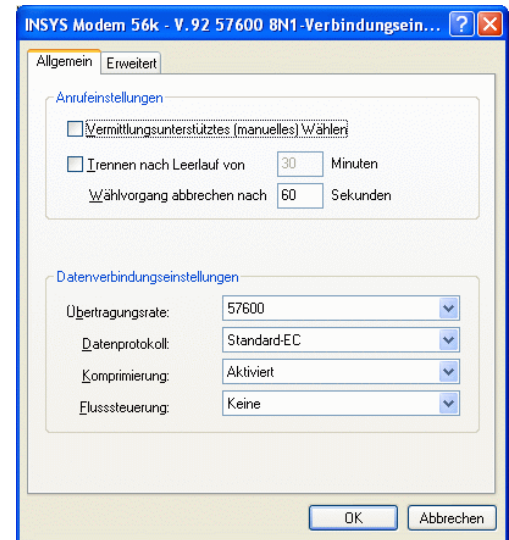 INSYS Modem 56k - V.92 57600 8N1-Verbindungsein...
Allgemein Erweitert
Anrufeinstellungen
Vermittlungsunterstütztes (manuelles) Wählen
Trennen nach Leerlauf von 30 Minuten
Wählvorgang abbrechen nach 60 Sekunden
Datenverbindungseinstellungen
Übertragungsrate: 57600
Datenprotokoll: Standard-EC
Komprimierung: Aktiviert
Flusssteuerung: Keine
OK Abbrechen